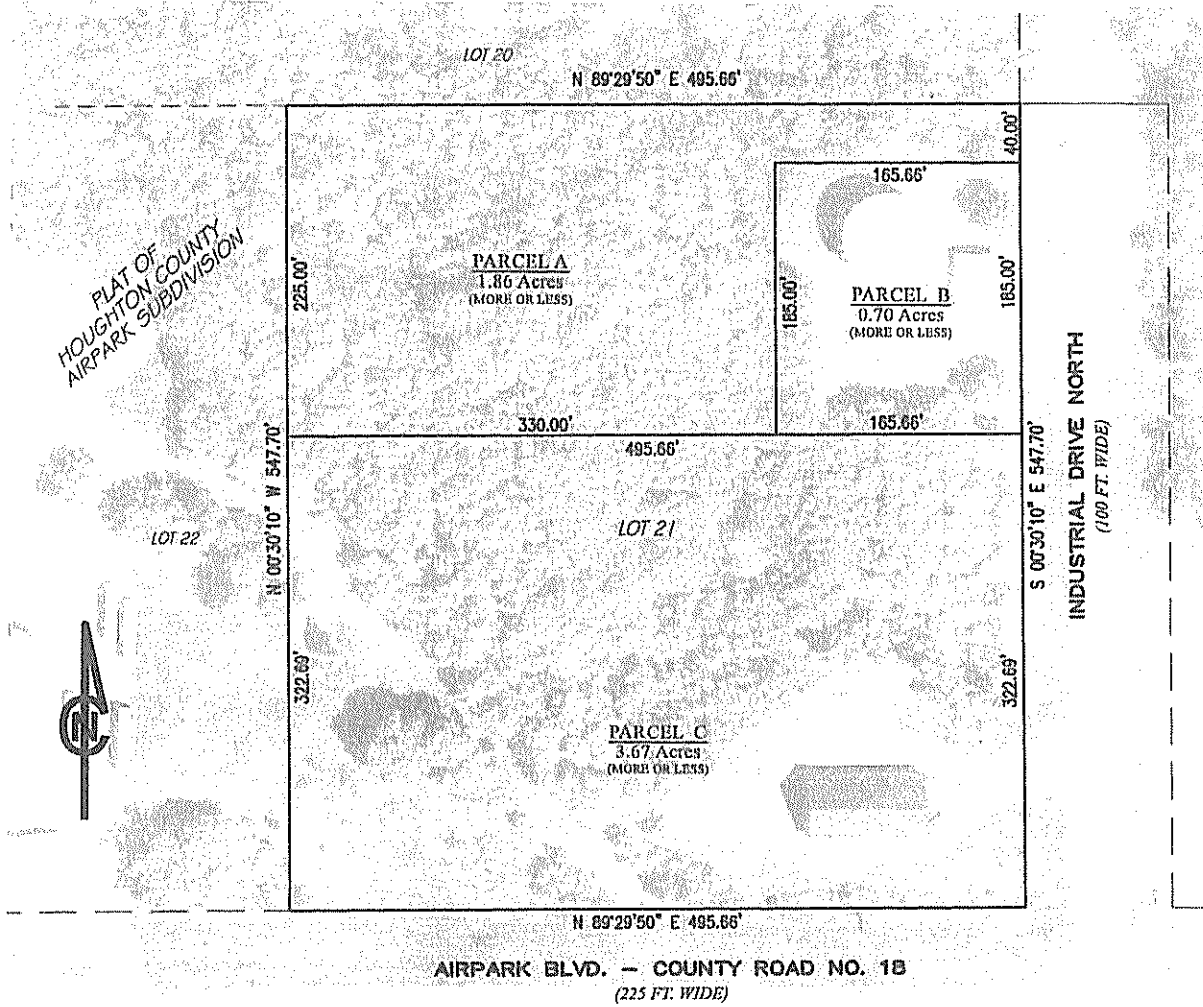 LOT 20
N 89°29'50" E 495.66'
40.00'
165.66'
PLAT OF
HOUGHTON COUNTY
AIRPARK SUBDIVISION
225.00'
PARCEL A
1.86 Acres
(MORE OR LESS)
185.00'
PARCEL B
0.70 Acres
(MORE OR LESS)
185.00'
330.00'
165.66'
495.66'
N 00°30'10" W 547.70'
S 00°30'10" E 547.70'
INDUSTRIAL DRIVE NORTH
(100 FT. WIDE)
LOT 22
LOT 21
322.69'
322.69'
N
PARCEL C
3.67 Acres
(MORE OR LESS)
N 89°29'50" E 495.66'
AIRPARK BLVD. - COUNTY ROAD NO. 1B
(225 FT. WIDE)